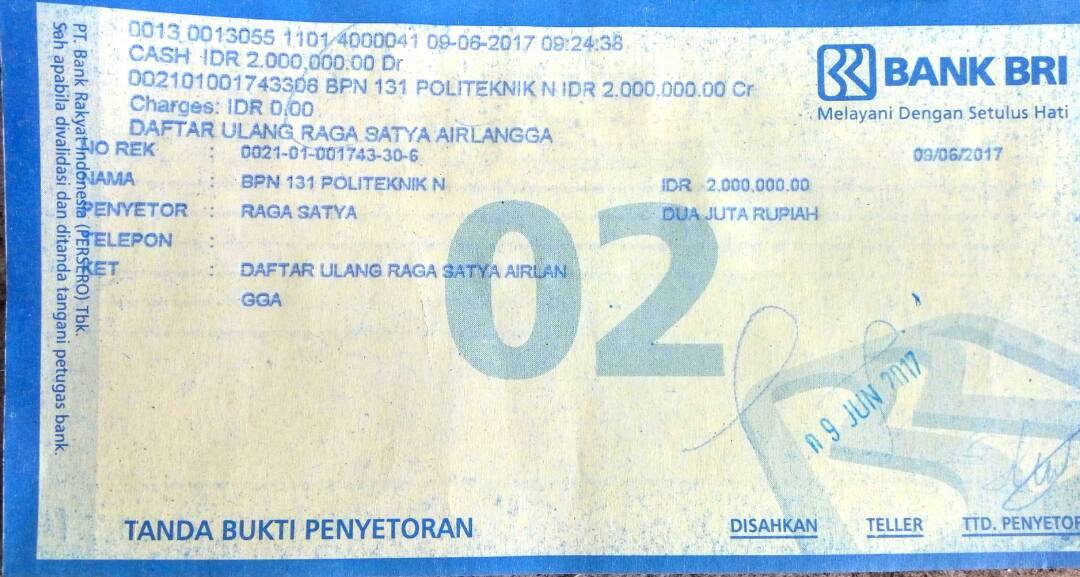 0013 0013055 1101 4000041 09-06-2017 09:24:38
CASH IDR 2.000,000.00 Dr
002101001743306 BPN 131 POLITEKNIK N IDR 2.000,000.00 Cr
Charges: IDR 0,00
DAFTAR ULANG RAGA SATYA AIRLANGGA
BANK BRI
Melayani Dengan Setulus Hati
NO REK : 0021-01-001743-30-6
09/06/2017
NAMA : BPN 131 POLITEKNIK N IDR 2,000,000.00
PENYETOR : RAGA SATYA DUA JUTA RUPIAH
TELEPON :
KET : DAFTAR ULANG RAGA SATYA AIRLAN
GGA
02
PT. Bank Rakyat Indonesia (PERSERO) Tbk.
Sah apabila divalidasi dan ditanda tangani petugas bank.
09 JUN 2017
TANDA BUKTI PENYETORAN
DISAHKAN TELLER TTD. PENYETOR